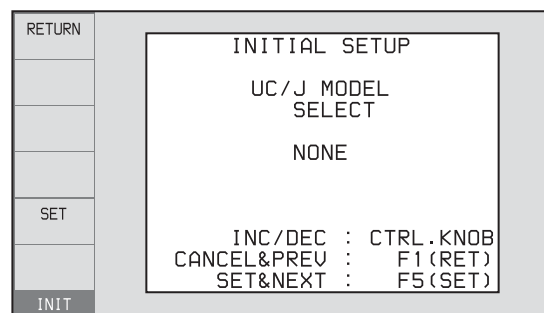 RETURN
SET
INIT
INITIAL SETUP
UC/J MODEL
SELECT
NONE
INC/DEC : CTRL.KNOB
CANCEL&PREV : F1(RET)
SET&NEXT : F5(SET)